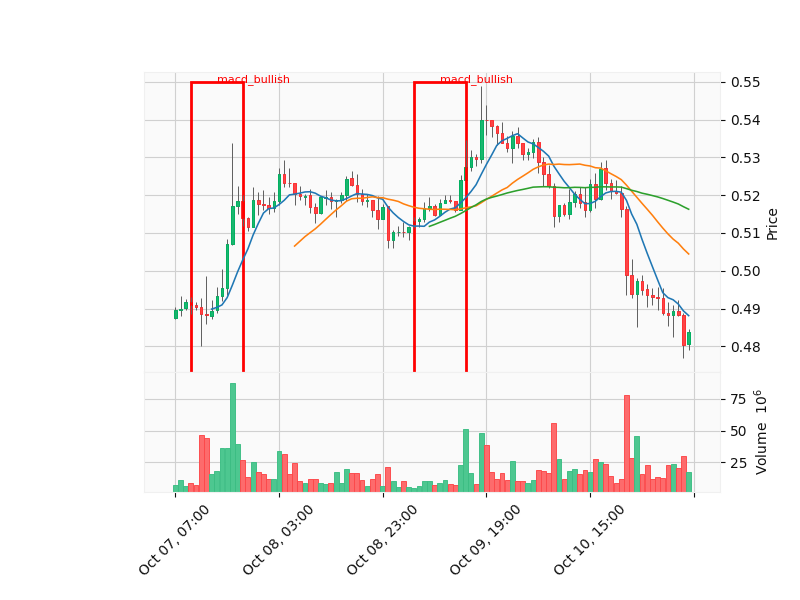 macd_bullish macd_bullish
0.55
0.54
0.53
0.52
0.51
0.50
0.49
0.48
Price
75
50
25
Volume 10^6
Oct 07, 07:00
Oct 08, 03:00
Oct 08, 23:00
Oct 09, 19:00
Oct 10, 15:00